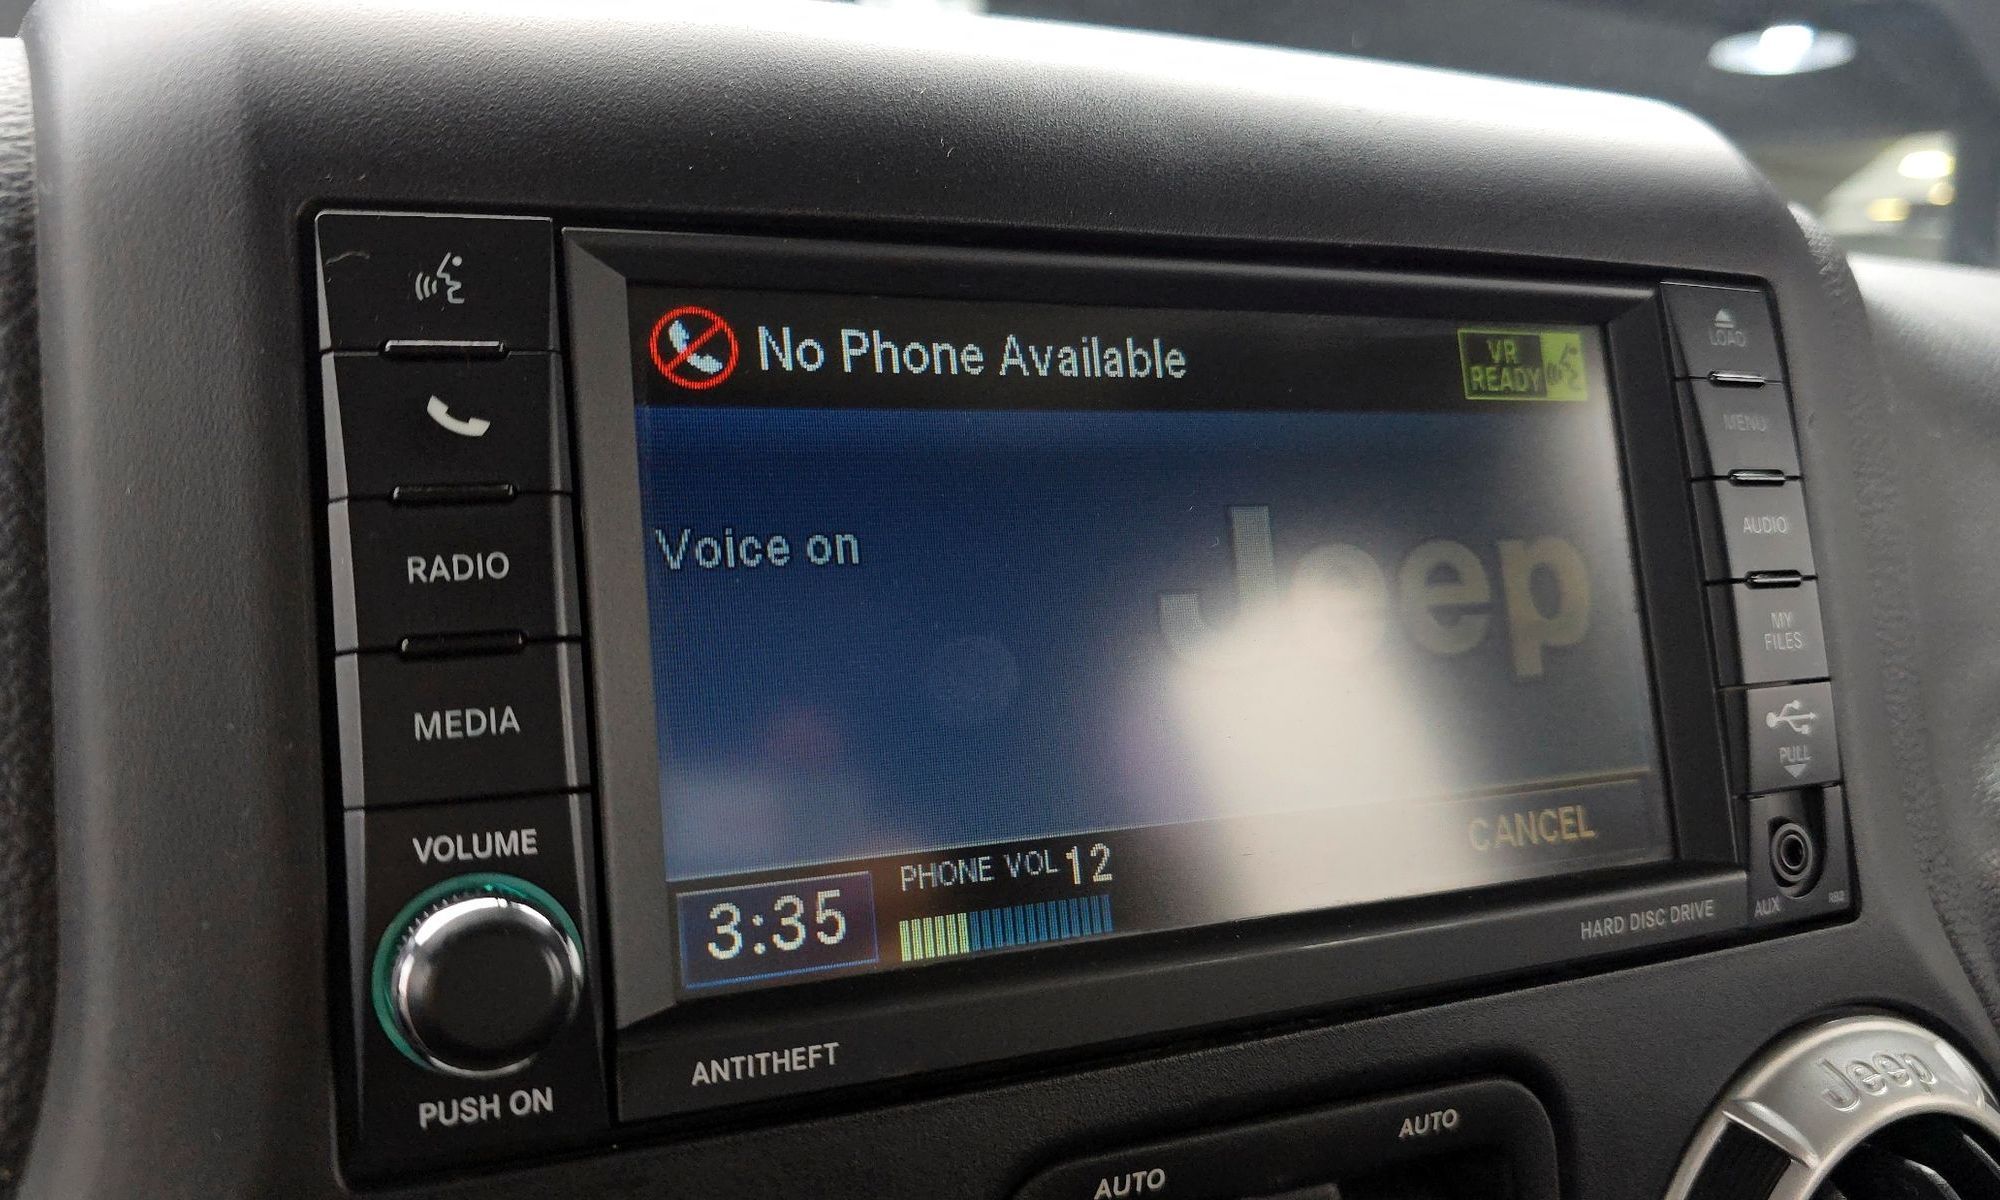 No Phone Available
VR
READY
LOAD
MENU
RADIO
Voice on
Jeep
AUDIO
MY
FILES
MEDIA
PULL
VOLUME
CANCEL
PHONE VOL 12
3:35
HARD DISC DRIVE
AUX
RB2
ANTITHEFT
PUSH ON
Jeep
AUTO
AUTO